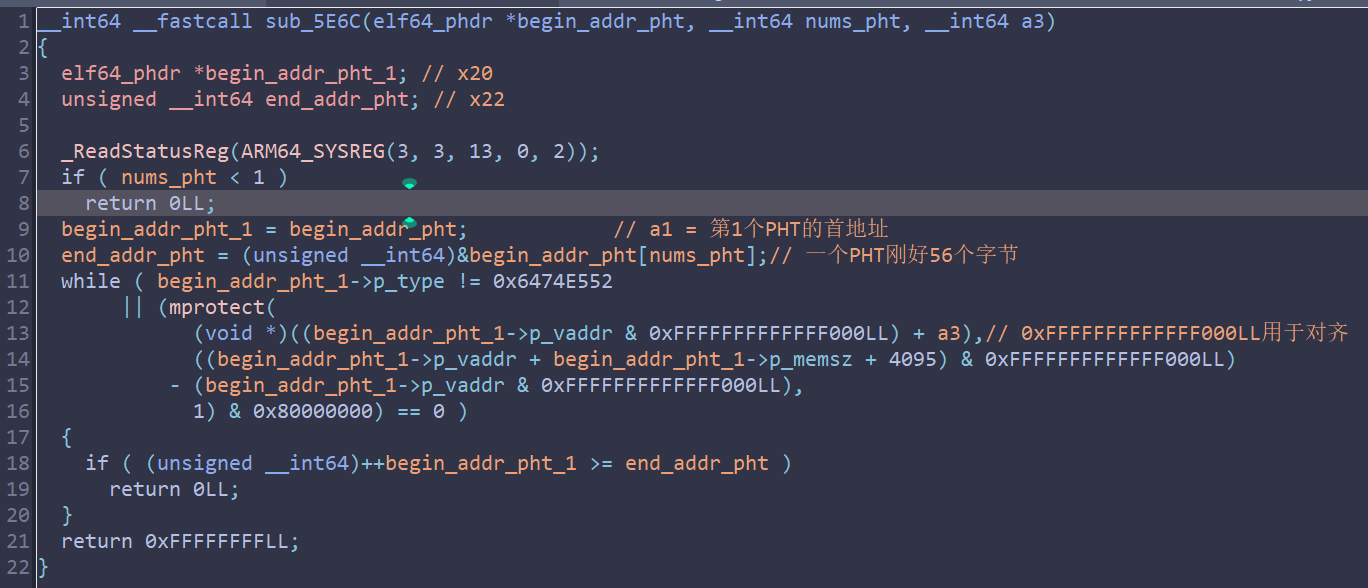 1 __int64 __fastcall sub_5E6C(elf64_phdr *begin_addr_pht, __int64 nums_pht, __int64 a3)
2 {
3   elf64_phdr *begin_addr_pht_1; // x20
4   unsigned __int64 end_addr_pht; // x22
5
6   _ReadStatusReg(ARM64_SYSREG(3, 3, 13, 0, 2));
7   if ( nums_pht < 1 )
8     return 0LL;
9   begin_addr_pht_1 = begin_addr_pht;            // a1 = 第1个PHT的首地址
10   end_addr_pht = (unsigned __int64)&begin_addr_pht[nums_pht];// 一个PHT刚好56个字节
11   while ( begin_addr_pht_1->p_type != 0x6474E552
12        || (mprotect(
13              (void *)((begin_addr_pht_1->p_vaddr & 0xFFFFFFFFFFFFF000LL) + a3),// 0xFFFFFFFFFFFFF000LL用于对齐
14              ((begin_addr_pht_1->p_vaddr + begin_addr_pht_1->p_memsz + 4095) & 0xFFFFFFFFFFFFF000LL)
15            - (begin_addr_pht_1->p_vaddr & 0xFFFFFFFFFFFFF000LL),
16              1) & 0x80000000) == 0 )
17   {
18     if ( (unsigned __int64)++begin_addr_pht_1 >= end_addr_pht )
19       return 0LL;
20   }
21   return 0xFFFFFFFFLL;
22 }